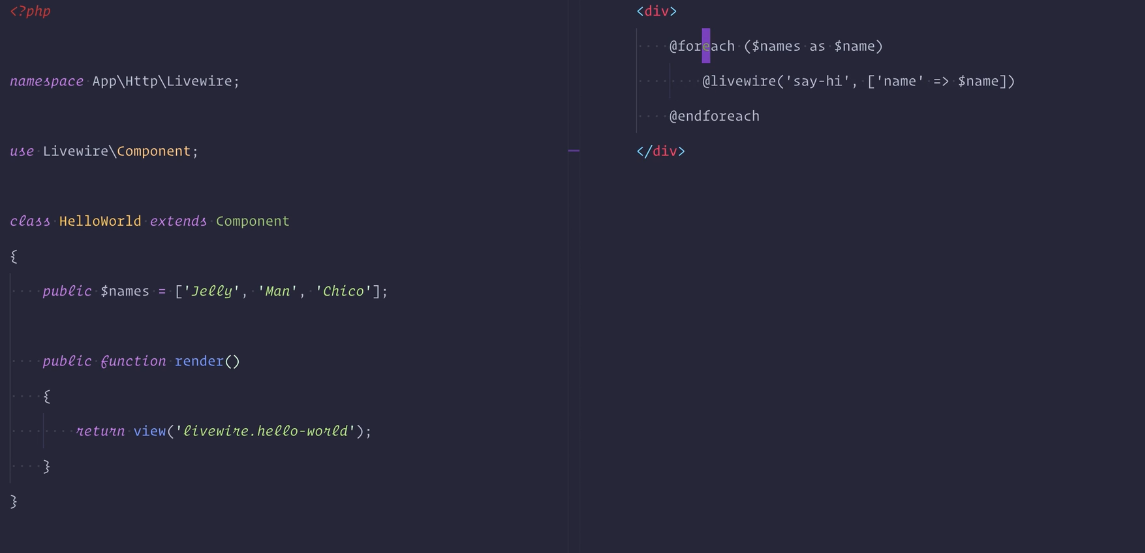 <?php
namespace App\Http\Livewire;
use Livewire\Component;
class HelloWorld extends Component
{
    public $names = ['Jelly', 'Man', 'Chico'];
    public function render()
    {
        return view('livewire.hello-world');
    }
}
<div>
    @foreach ($names as $name)
        @livewire('say-hi', ['name' => $name])
    @endforeach
</div>